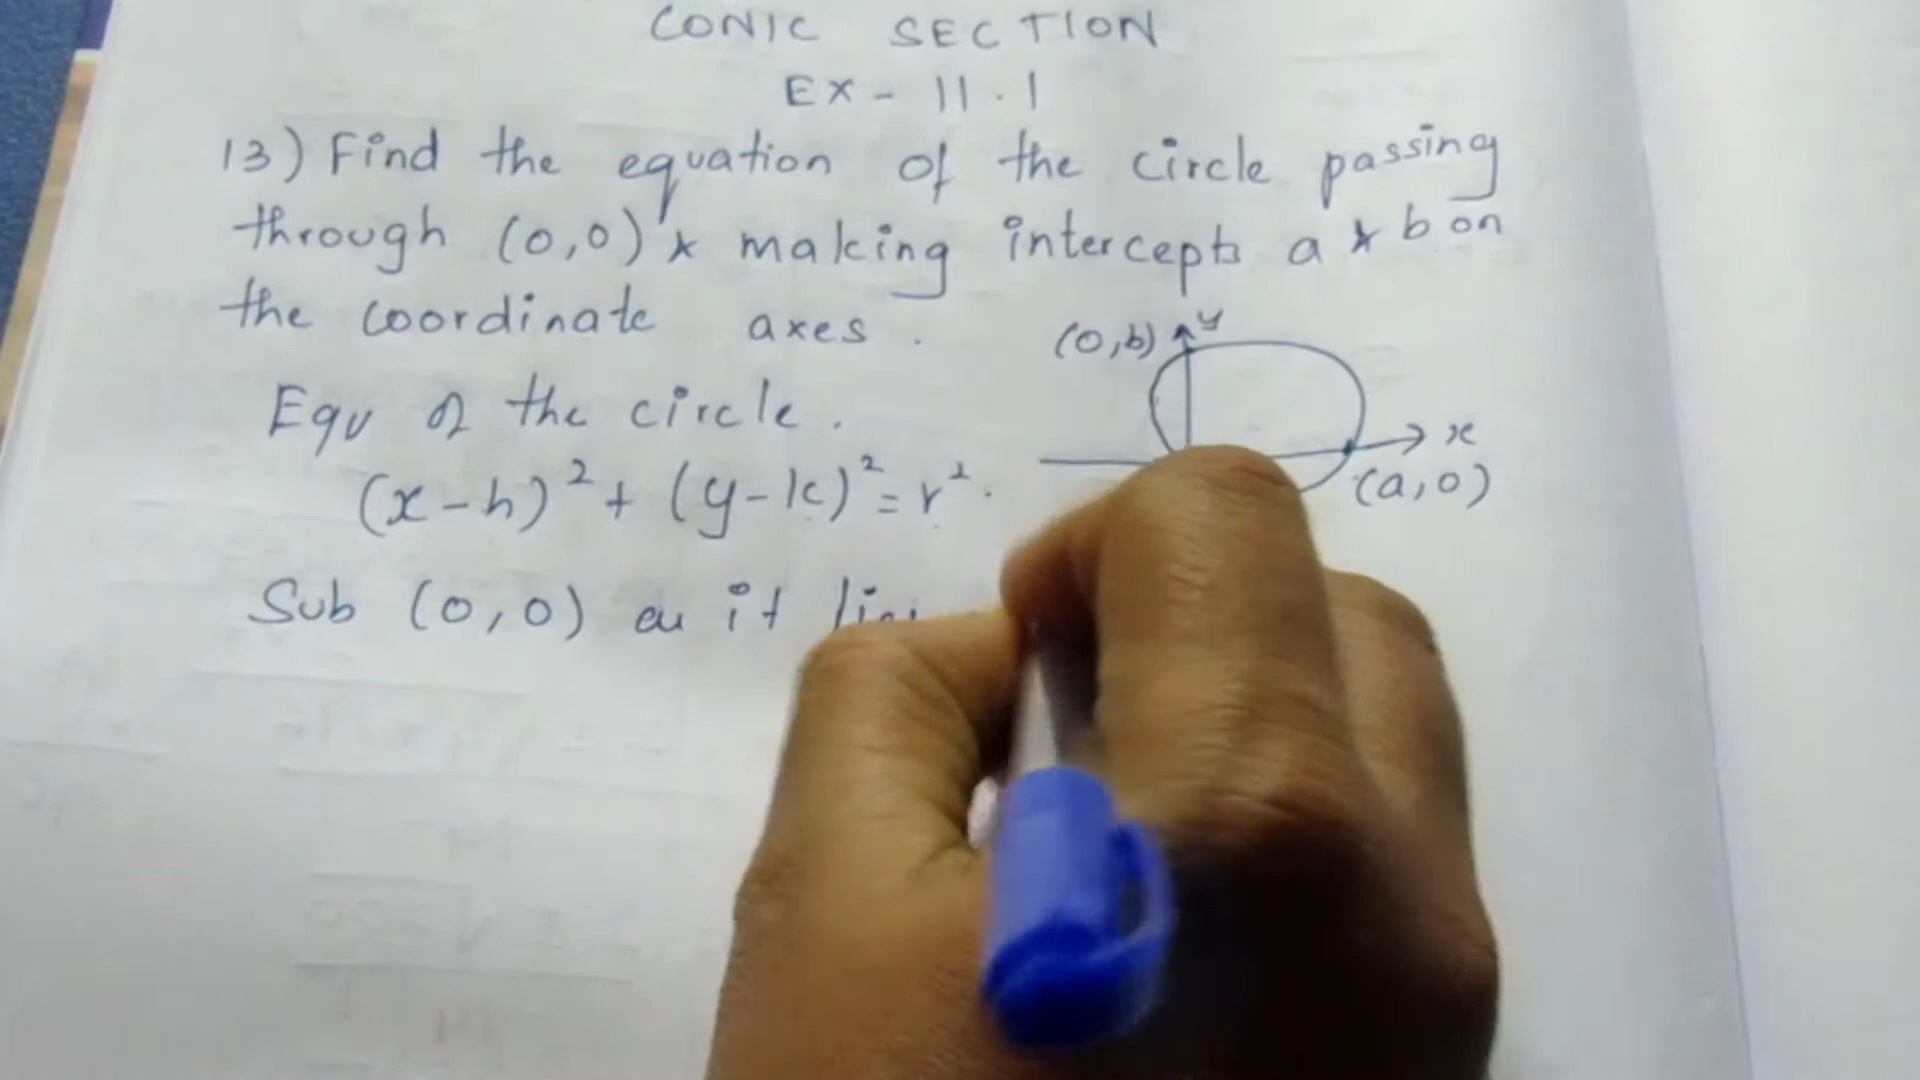 CONIC SECTION
EX - 11.1
13) Find the equation of the circle passing
through (0,0) & making intercepts a & b on
the coordinate axes.
(0,b) y
Equ of the circle.
x
(a,0)
(x-h)² + (y-k)² = r².
Sub (0,0) as it